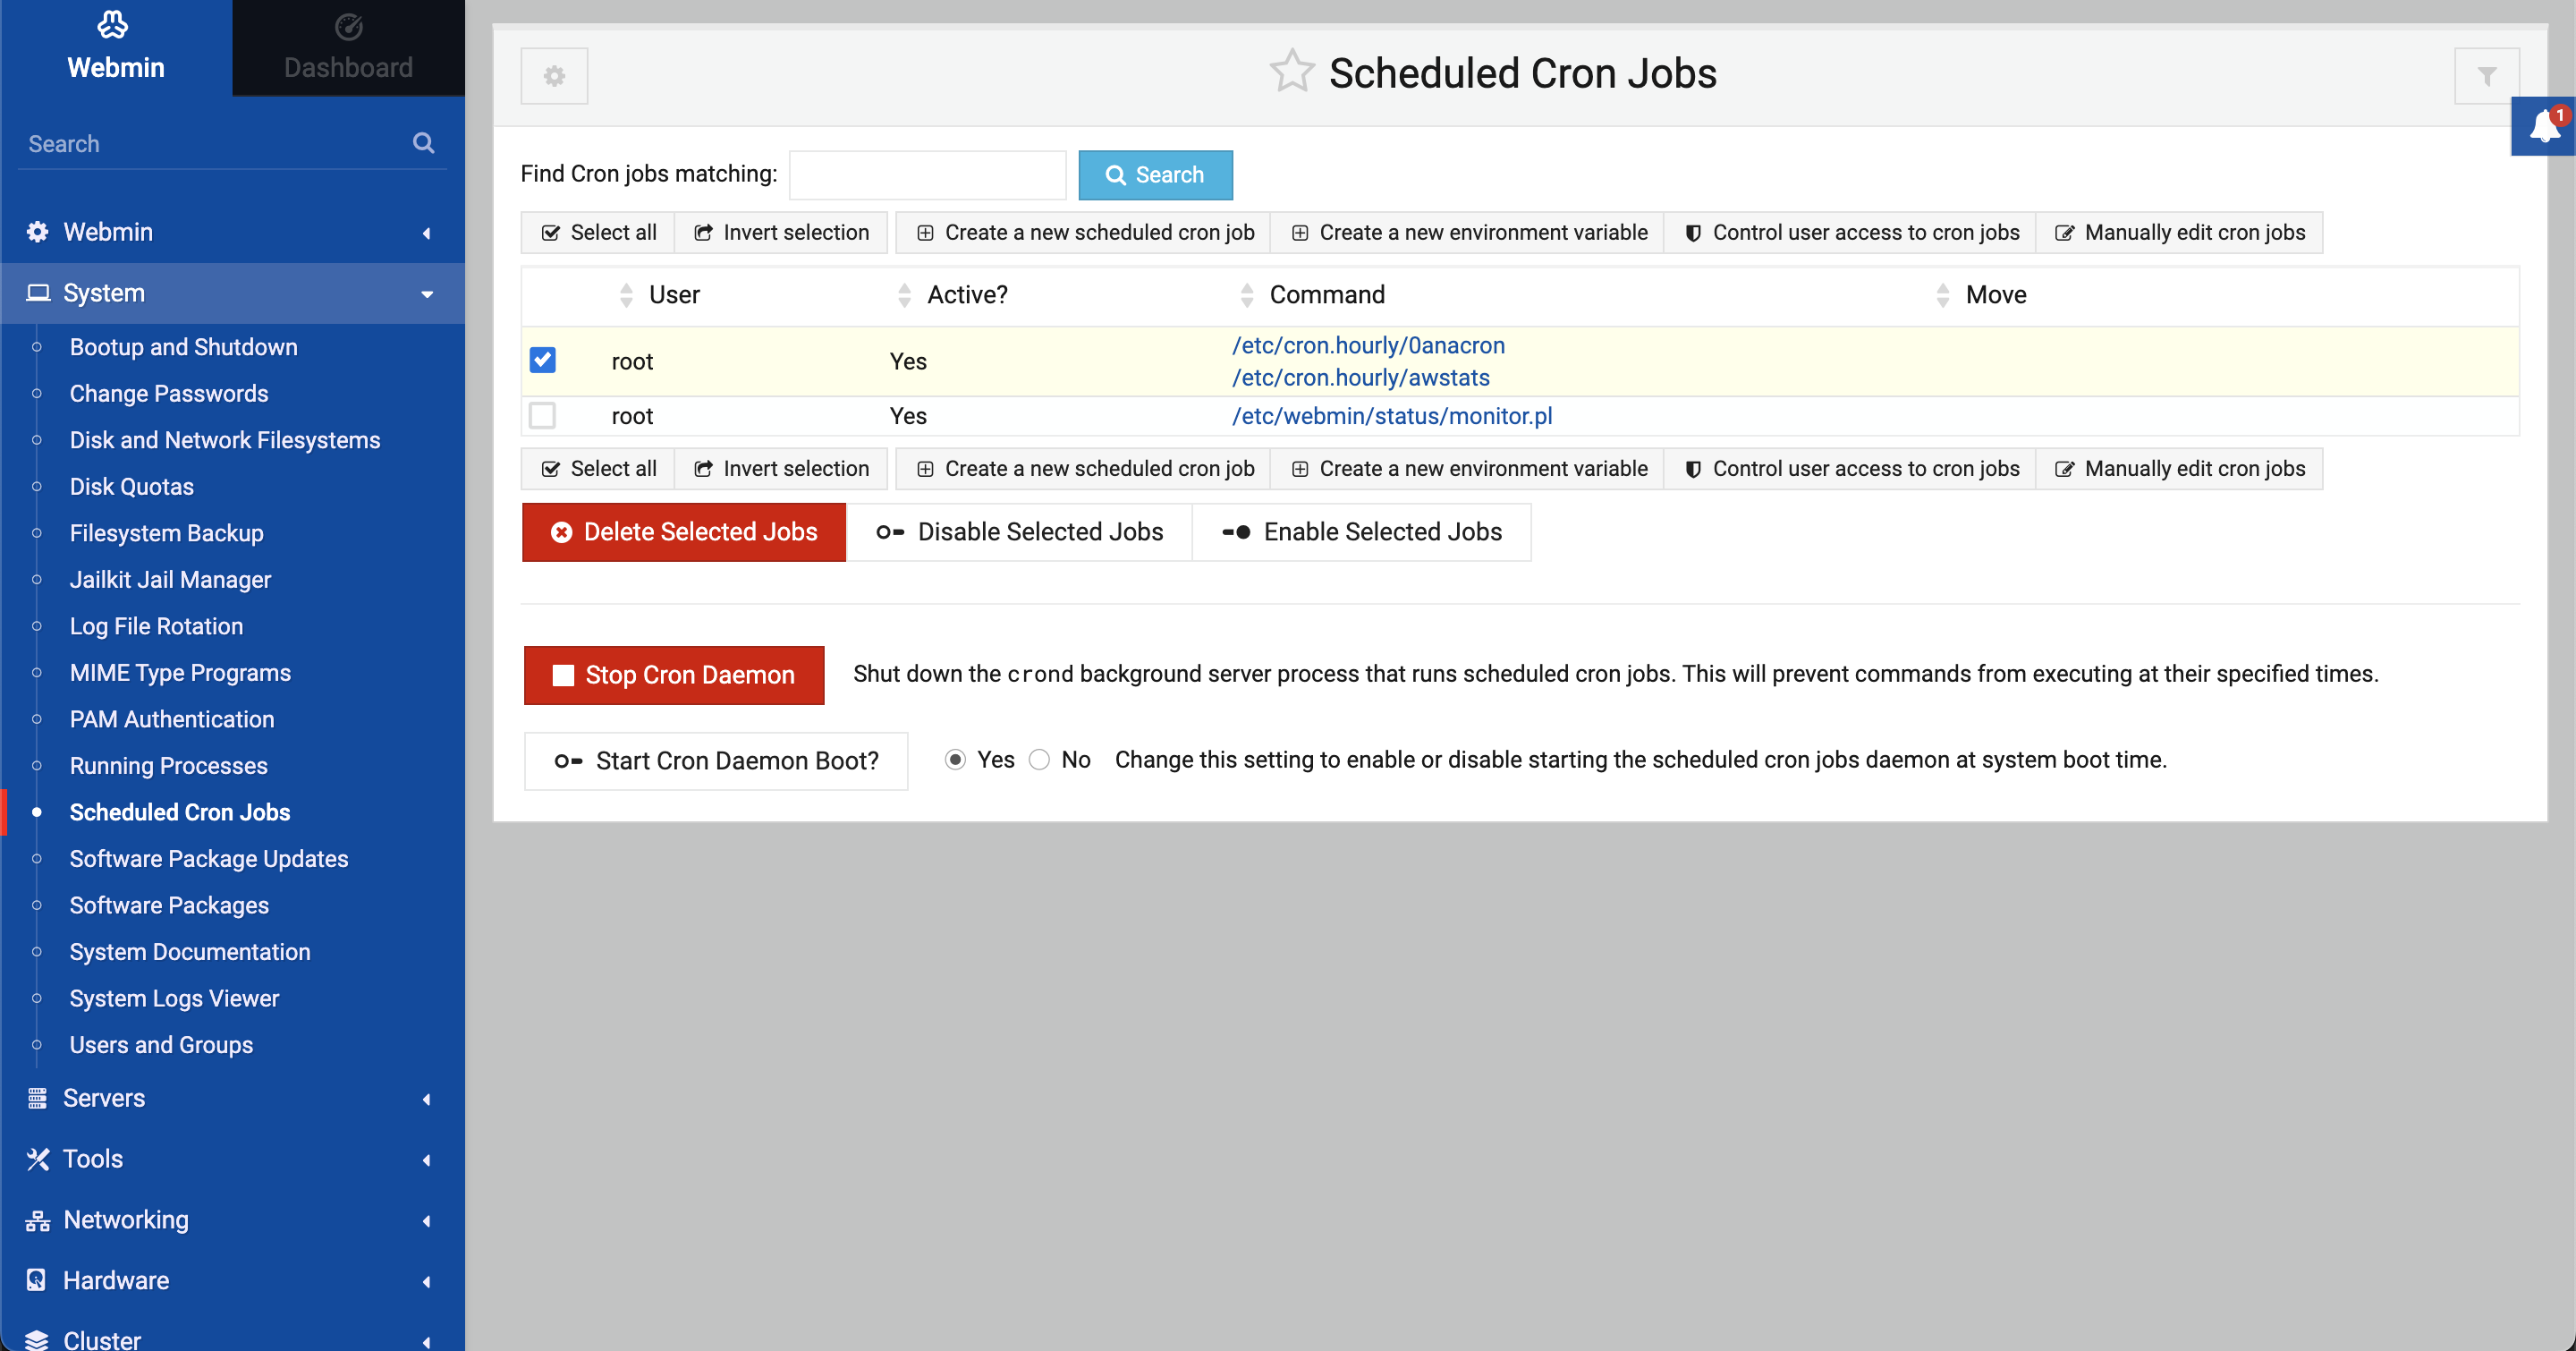 Webmin
Dashboard
Search
Webmin
System
Bootup and Shutdown
Change Passwords
Disk and Network Filesystems
Disk Quotas
Filesystem Backup
Jailkit Jail Manager
Log File Rotation
MIME Type Programs
PAM Authentication
Running Processes
Scheduled Cron Jobs
Software Package Updates
Software Packages
System Documentation
System Logs Viewer
Users and Groups
Servers
Tools
Networking
Hardware
Cluster
Scheduled Cron Jobs
1
Find Cron jobs matching: Search
Select all Invert selection Create a new scheduled cron job Create a new environment variable Control user access to cron jobs Manually edit cron jobs
User Active? Command Move
root Yes /etc/cron.hourly/0anacron
/etc/cron.hourly/awstats
root Yes /etc/webmin/status/monitor.pl
Select all Invert selection Create a new scheduled cron job Create a new environment variable Control user access to cron jobs Manually edit cron jobs
Delete Selected Jobs Disable Selected Jobs Enable Selected Jobs
Stop Cron Daemon Shut down the crond background server process that runs scheduled cron jobs. This will prevent commands from executing at their specified times.
Start Cron Daemon Boot? Yes No Change this setting to enable or disable starting the scheduled cron jobs daemon at system boot time.